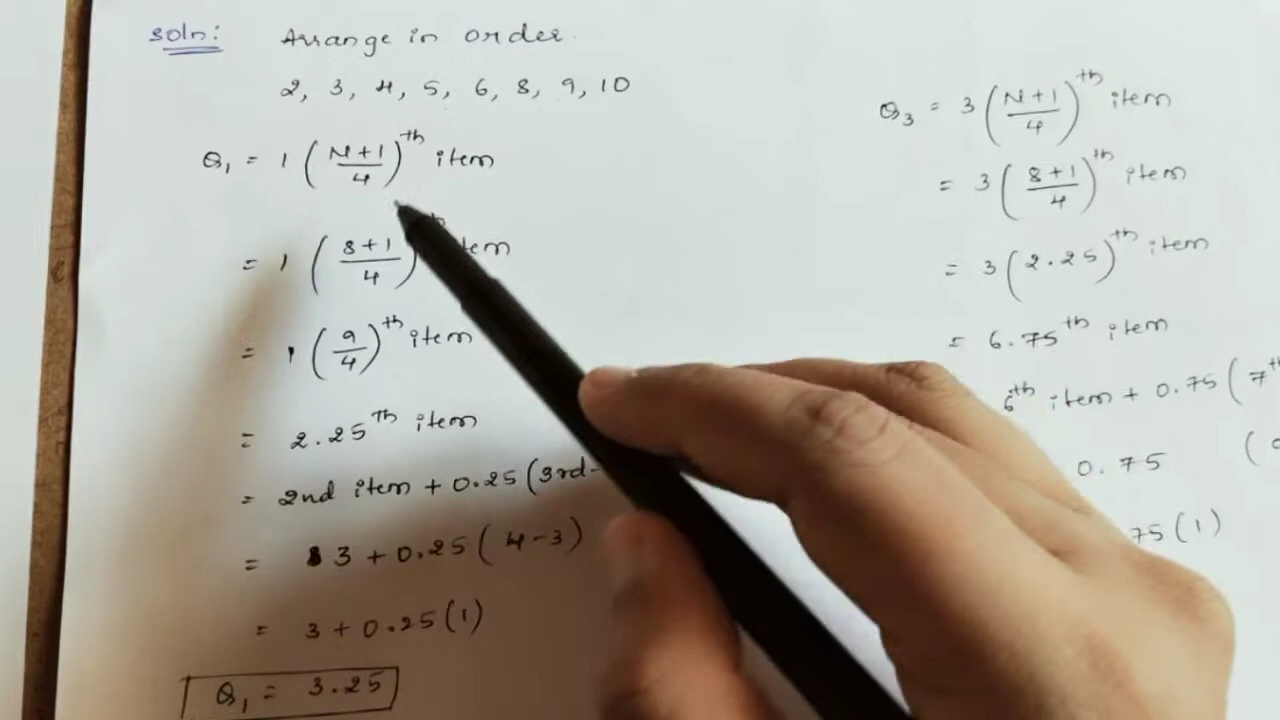 Soln: Arrange in order.
2, 3, 4, 5, 6, 8, 9, 10
Q₁ = 1 (N+1/4)ᵗʰ item
= 1 (8+1/4)ᵗʰ item
= 1 (9/4)ᵗʰ item
= 2.25ᵀʰ item
= 2nd item + 0.25 (3rd-
= 3 + 0.25 (4-3)
= 3 + 0.25 (1)
Q₁ = 3.25
Q₃ = 3 (N+1/4)ᵗʰ item
= 3 (8+1/4)ᵗʰ item
= 3 (2.25)ᵗʰ item
= 6.75ᵗʰ item
6ᵗʰ item + 0.75 (7ᵗʰ
0.75 (
75 (1)